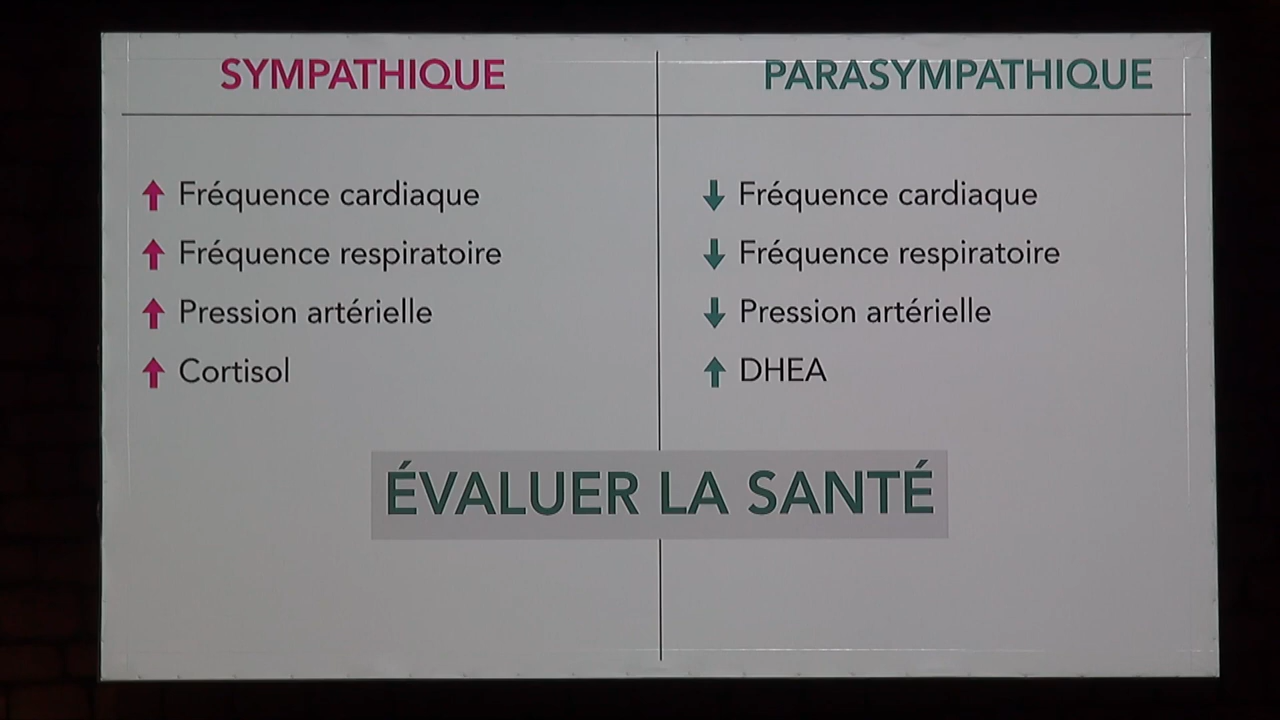 SYMPATHIQUE
PARASYMPATHIQUE
↑ Fréquence cardiaque
↑ Fréquence respiratoire
↑ Pression artérielle
↑ Cortisol
↓ Fréquence cardiaque
↓ Fréquence respiratoire
↓ Pression artérielle
↑ DHEA
ÉVALUER LA SANTÉ